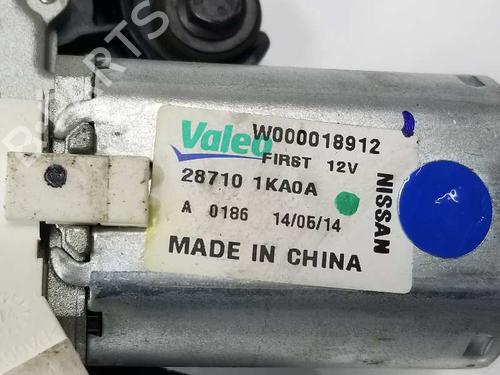 Valeo W000018912
FIRST 12V
28710 1KA0A
A 0186 14/05/14
MADE IN CHINA
NISSAN